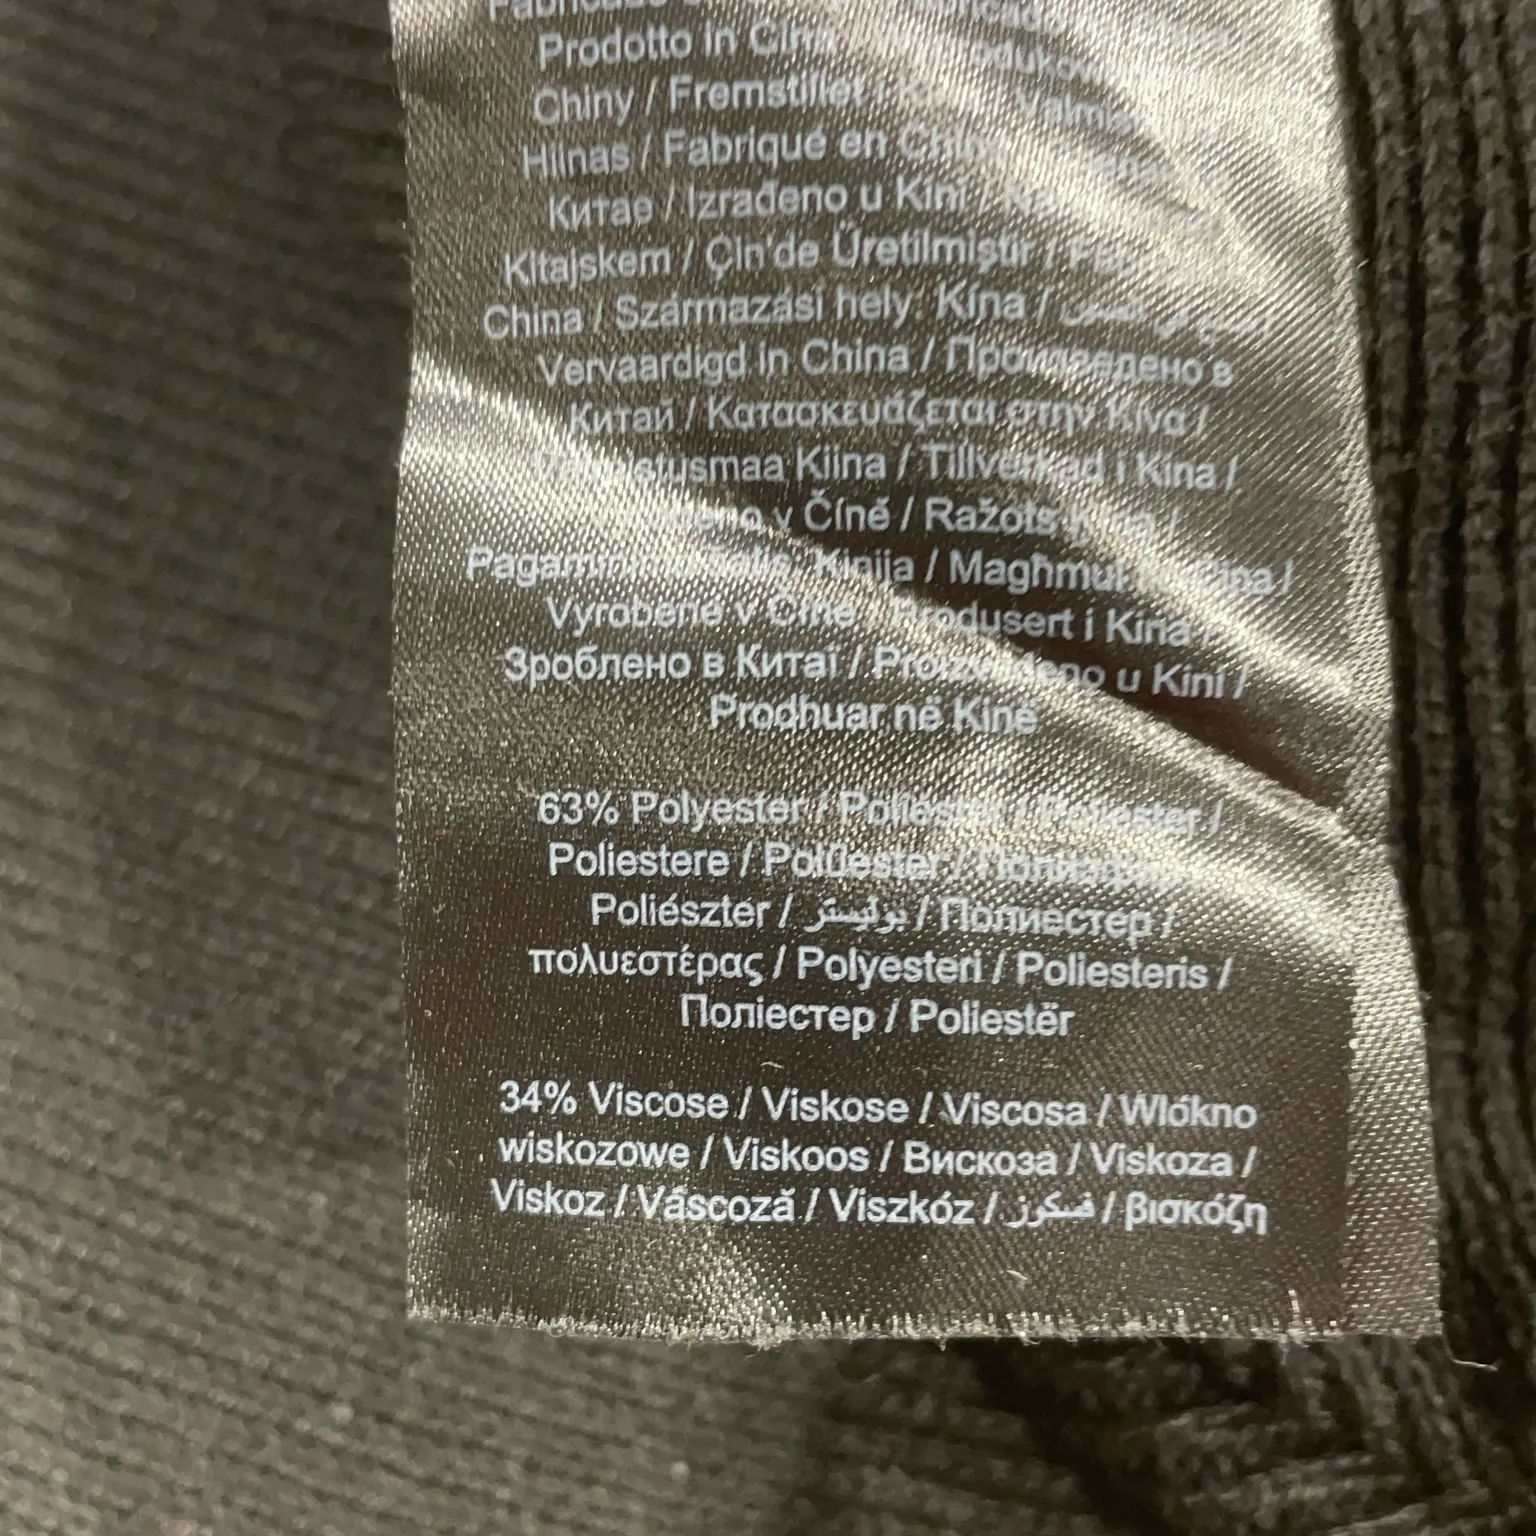 Prodotto in Cina
Chiny / Fremstillet i
Hiinas / Fabriqué en
Китае / Izrađeno u Kini /
Kitajskem / Çin'de Üretilmiştir /
China / Származási hely: Kína /
Vervaardigd in China / Произведено в
Китай / Κατασκευάζεται στην Κίνα /
Kiina / Tillverkad i Kina /
v Číně / Ražots
Kinija / Magħmul
Vyrobené v Číne / Produsert i Kina /
Зроблено в Китаї / u Kini /
Prodhuar në Kinë
63% Polyester / Poliester / Poliester /
Poliestere / Polüester /
Poliészter / بوليستر / Полиестер /
πολυεστέρας / Polyesteri / Poliesteris /
Поліестер / Poliestër
34% Viscose / Viskose / Viscosa / Wlókno
wiskozowe / Viskoos / Вискоза / Viskoza /
Viskoz / Vâscoză / Viszkóz / فسكوز / βισκόζη